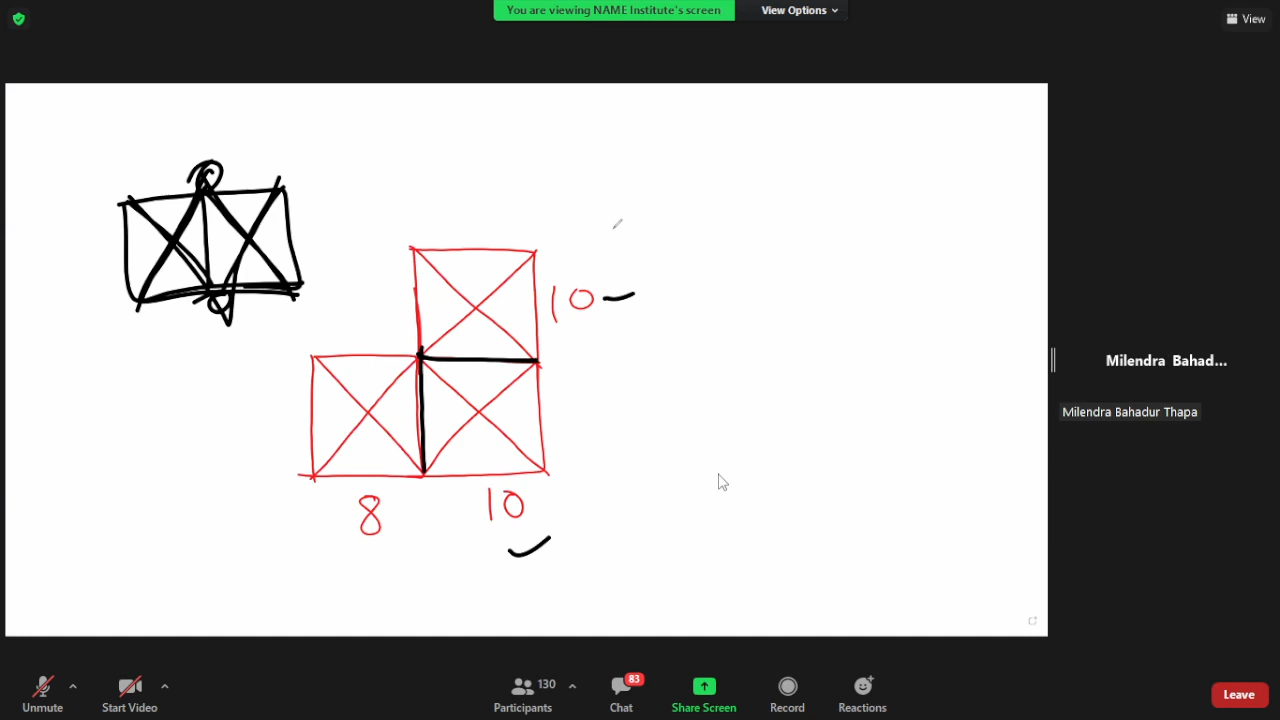 You are viewing NAME Institute's screen
View Options
View
10
8
10
Milendra Bahad...
Milendra Bahadur Thapa
Unmute
Start Video
130
Participants
83
Chat
Share Screen
Record
Reactions
Leave